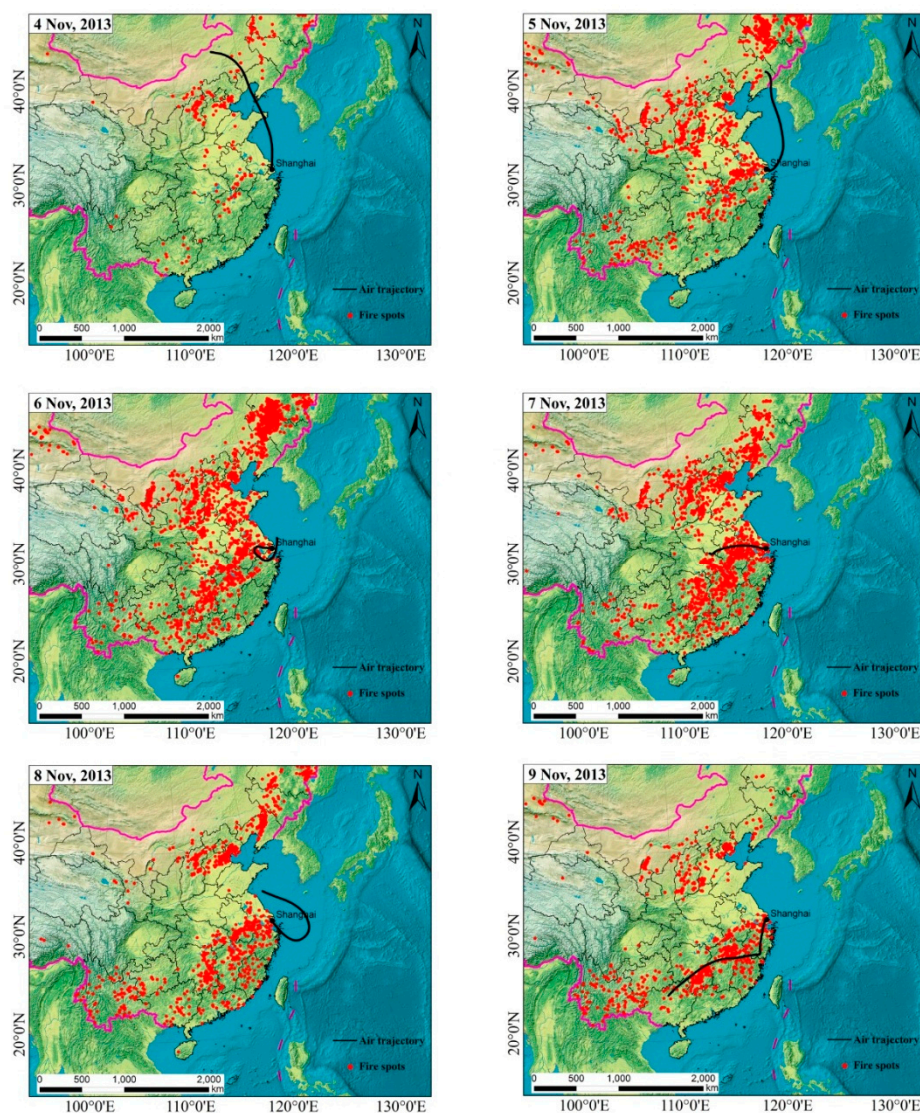 4 Nov, 2013
N
40°0'N
30°0'N
20°0'N
Shanghai
Air trajectory
Fire spots
0 500 1,000 2,000
km
100°0'E 110°0'E 120°0'E 130°0'E
5 Nov, 2013
N
40°0'N
30°0'N
20°0'N
Shanghai
Air trajectory
Fire spots
0 500 1,000 2,000
km
100°0'E 110°0'E 120°0'E 130°0'E
6 Nov, 2013
N
40°0'N
30°0'N
20°0'N
Shanghai
Air trajectory
Fire spots
0 500 1,000 2,000
km
100°0'E 110°0'E 120°0'E 130°0'E
7 Nov, 2013
N
40°0'N
30°0'N
20°0'N
Shanghai
Air trajectory
Fire spots
0 500 1,000 2,000
km
100°0'E 110°0'E 120°0'E 130°0'E
8 Nov, 2013
N
40°0'N
30°0'N
20°0'N
Shanghai
Air trajectory
Fire spots
0 500 1,000 2,000
km
100°0'E 110°0'E 120°0'E 130°0'E
9 Nov, 2013
N
40°0'N
30°0'N
20°0'N
Shanghai
Air trajectory
Fire spots
0 500 1,000 2,000
km
100°0'E 110°0'E 120°0'E 130°0'E